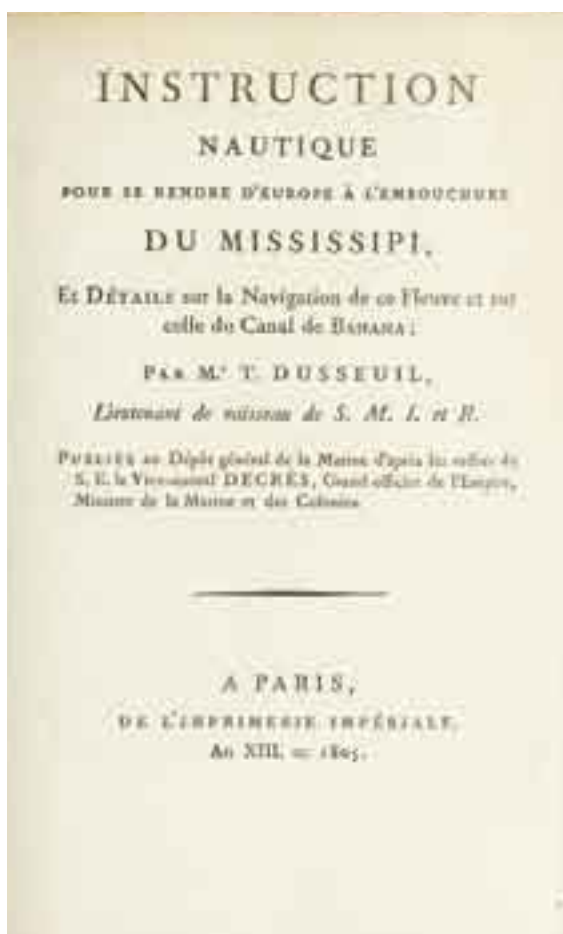 INSTRUCTION
NAUTIQUE
POUR SE RENDRE D'EUROPE À L'EMBOUCHURE
DU MISSISSIPI,
Et DÉTAILS sur la Navigation de ce Fleuve et sur
celle du Canal de BAHAMA;
PAR M.r T. DUSSEUIL,
Lieutenant de vaisseau de S. M. I. et R.
PUBLIÉE au Dépôt général de la Marine d'après les ordres de
S. E. le Vice-amiral DECRÈS, Grand officier de l'Empire,
Ministre de la Marine et des Colonies.
A PARIS,
DE L'IMPRIMERIE IMPÉRIALE.
An XIII. = 1805.